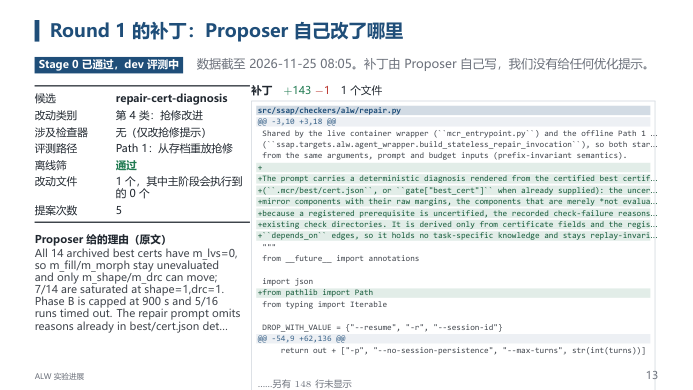 Round 1 的补丁：Proposer 自己改了哪里
Stage 0 已通过，dev 评测中
数据截至 2026-11-25 08:05。补丁由 Proposer 自己写，我们没有给任何优化提示。
候选 repair-cert-diagnosis
改动类别 第 4 类：抢修改进
涉及检查器 无（仅改抢修提示）
评测路径 Path 1：从存档重放抢修
离线筛 通过
改动文件 1 个，其中主阶段会执行到
的 0 个
提案次数 5
Proposer 给的理由（原文）
All 14 archived best certs have m_lvs=0,
so m_fill/m_morph stay unevaluated
and only m_shape/m_drc can move;
7/14 are saturated at shape=1,drc=1.
Phase B is capped at 900 s and 5/16
runs timed out. The repair prompt omits
reasons already in best/cert.json det...
补丁 +143 −1 1 个文件
src/ssap/checkers/alw/repair.py
@@ -3,10 +3,18 @@
Shared by the live container wrapper (``mcr_entrypoint.py``) and the offline Path 1 ...
(``ssap.targets.alw.agent_wrapper.build_stateless_repair_invocation``), so both star...
from the same arguments, prompt and budget inputs (prefix-invariant semantics).
+
+The prompt carries a deterministic diagnosis rendered from the certified best certif...
+(``.mcr/best/cert.json``, or ``gate["best_cert"]`` when already supplied): the uncer...
+mirror components with their raw margins, the components that are merely *not evalua...
+because a registered prerequisite is uncertified, the recorded check-failure reasons...
+certificate checks existing. It is derived only from certificate fields and the regis...
+``depends_on`` edges, so it holds no task-specific knowledge and stays replay-invari...
"""
from __future__ import annotations
import json
+from pathlib import Path
from typing import Iterable
DROP_WITH_VALUE = {"--resume", "-r", "--session-id"}
@@ -54,9 +62,136 @@
return out + ["-p", "--no-session-persistence", "--max-turns", str(int(turns))]
……另有 148 行未显示
ALW 实验进展
13